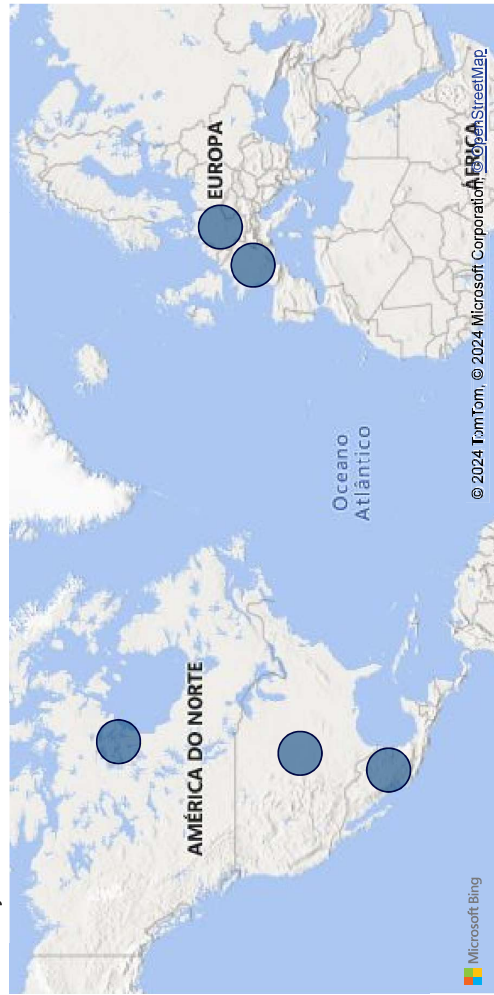 EUROPA
AMÉRICA DO NORTE
Oceano
Atlântico
ÁFRICA
Microsoft Bing
© 2024 TomTom, © 2024 Microsoft Corporation, © OpenStreetMap